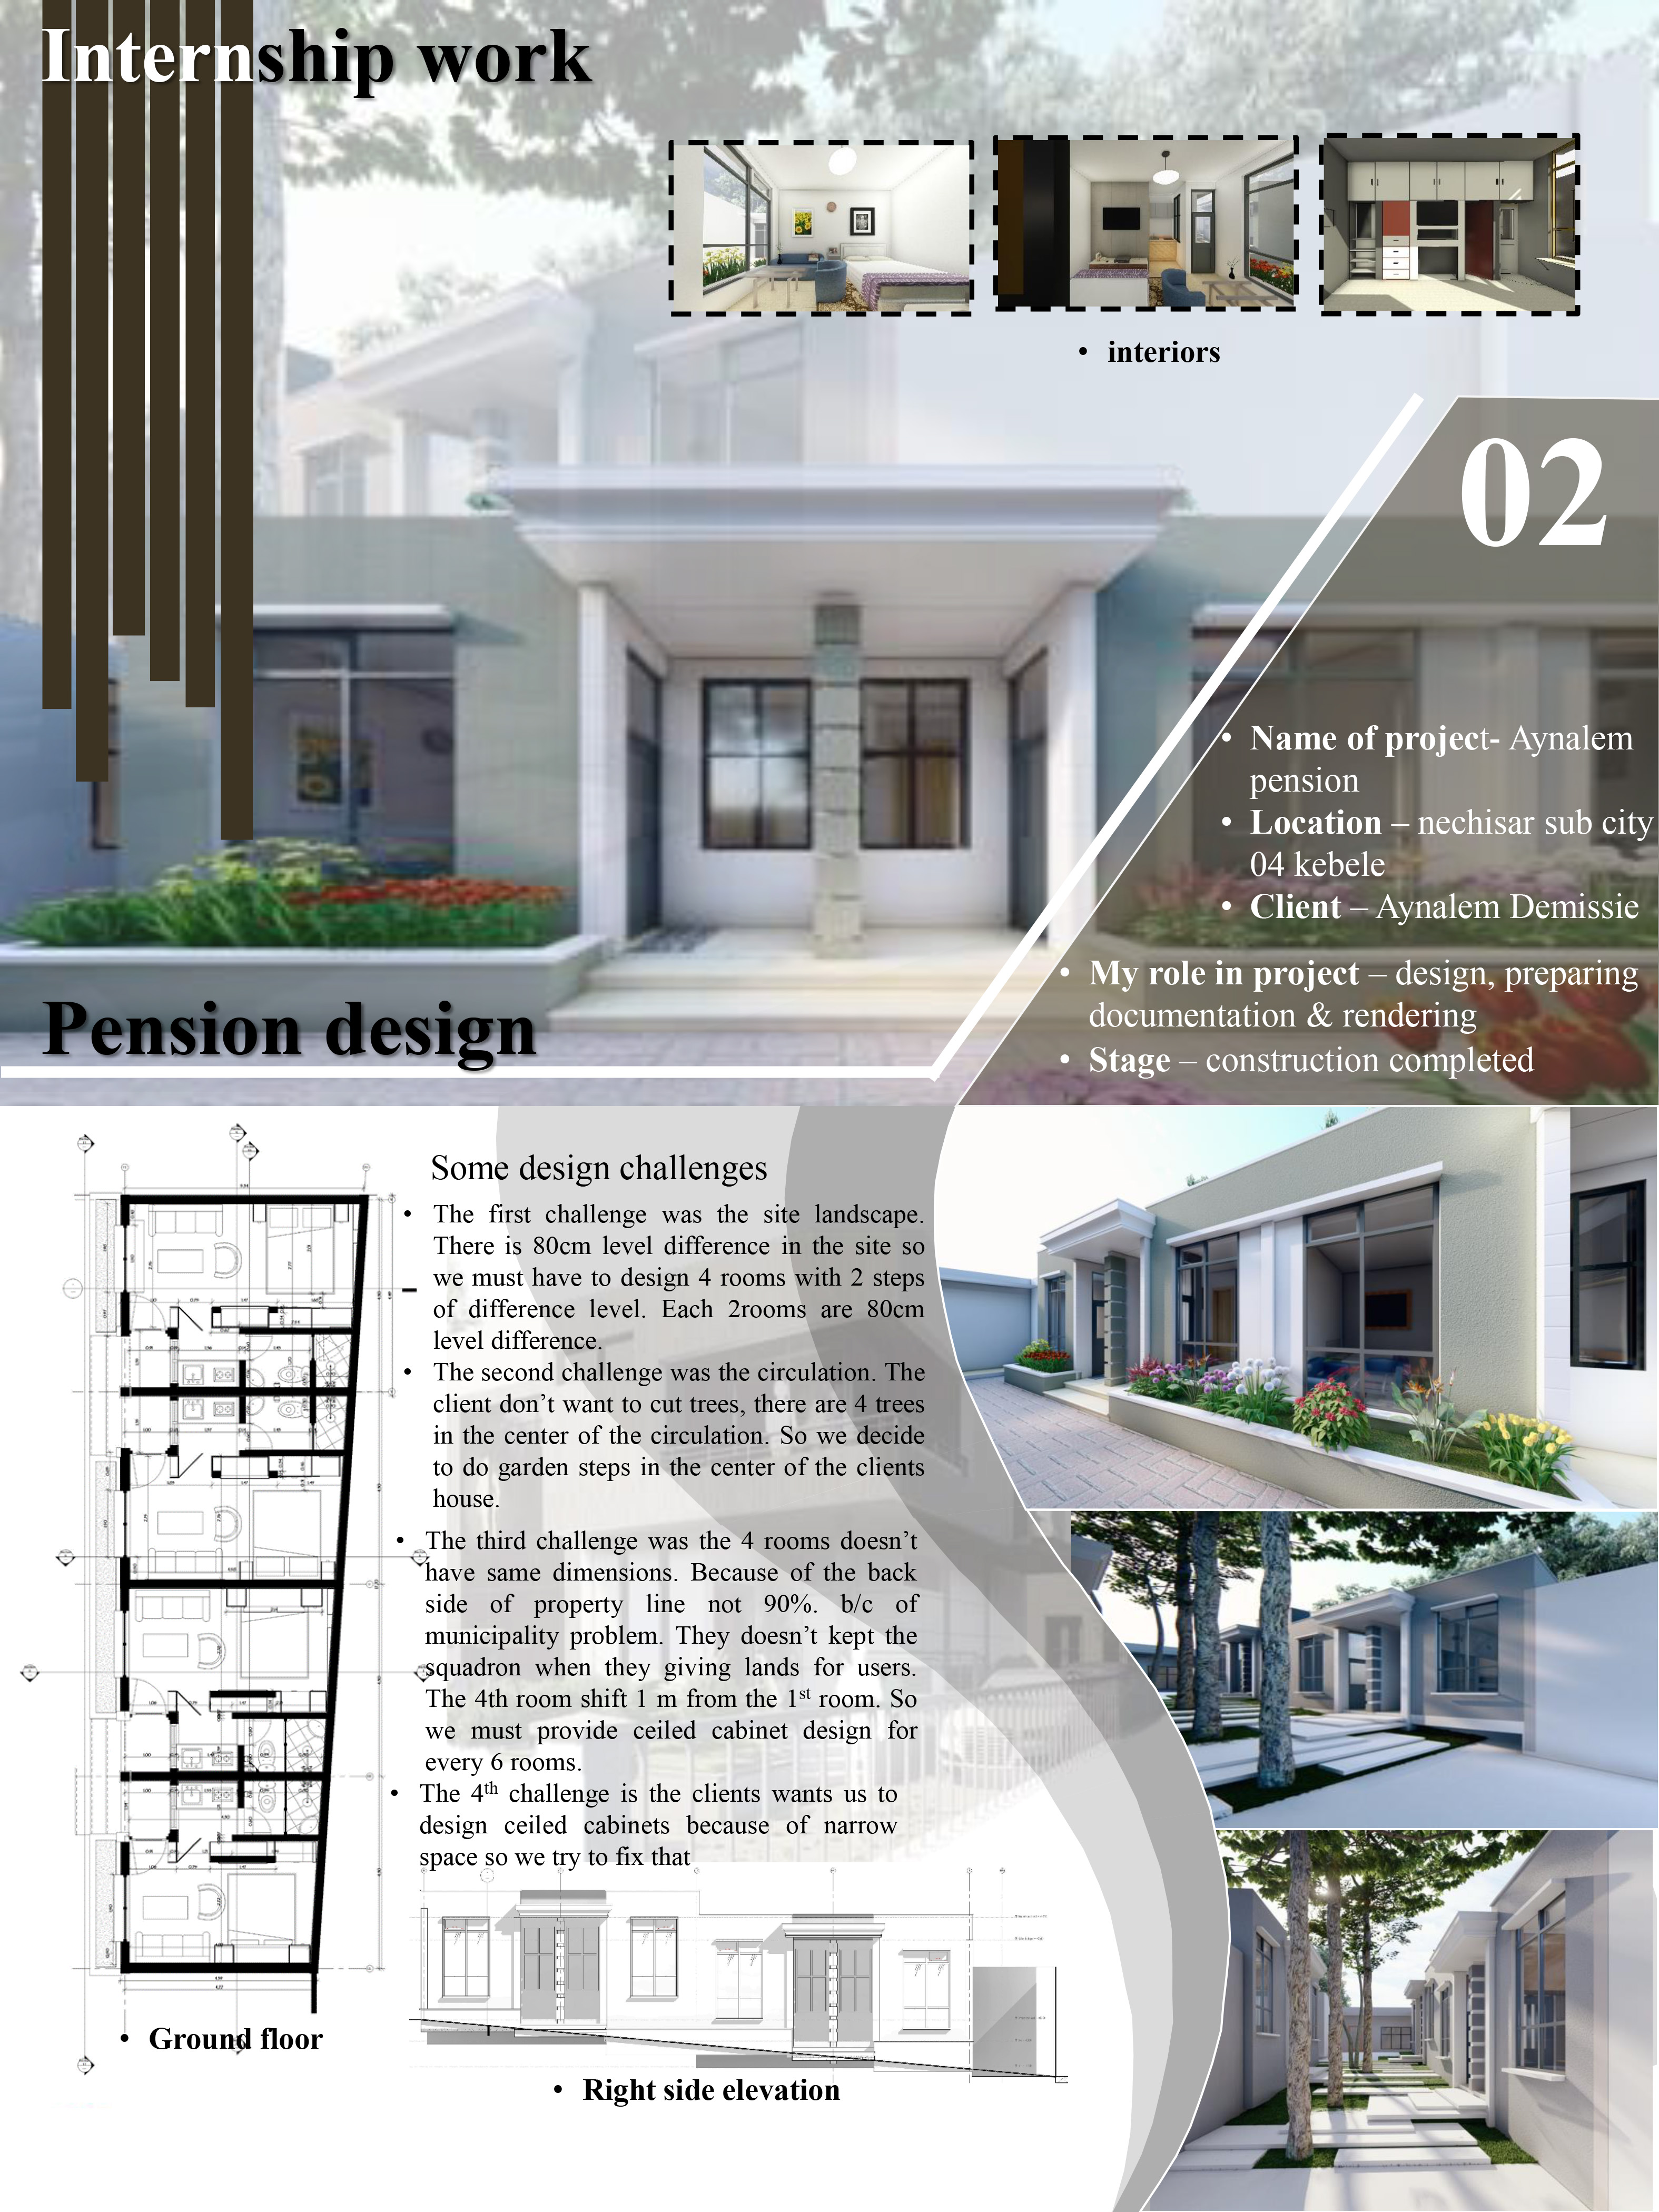 Internship work
• interiors
02
• Name of project- Aynalem
pension
• Location – nechisar sub city
04 kebele
• Client – Aynalem Demissie
• My role in project – design, preparing
documentation & rendering
• Stage – construction completed
Pension design
Some design challenges
• The first challenge was the site landscape.
There is 80cm level difference in the site so
we must have to design 4 rooms with 2 steps
of difference level. Each 2rooms are 80cm
level difference.
• The second challenge was the circulation. The
client don’t want to cut trees, there are 4 trees
in the center of the circulation. So we decide
to do garden steps in the center of the clients
house.
• The third challenge was the 4 rooms doesn’t
have same dimensions. Because of the back
side of property line not 90%. b/c of
municipality problem. They doesn’t kept the
squadron when they giving lands for users.
The 4th room shift 1 m from the 1st room. So
we must provide ceiled cabinet design for
every 6 rooms.
• The 4th challenge is the clients wants us to
design ceiled cabinets because of narrow
space so we try to fix that
• Ground floor
• Right side elevation